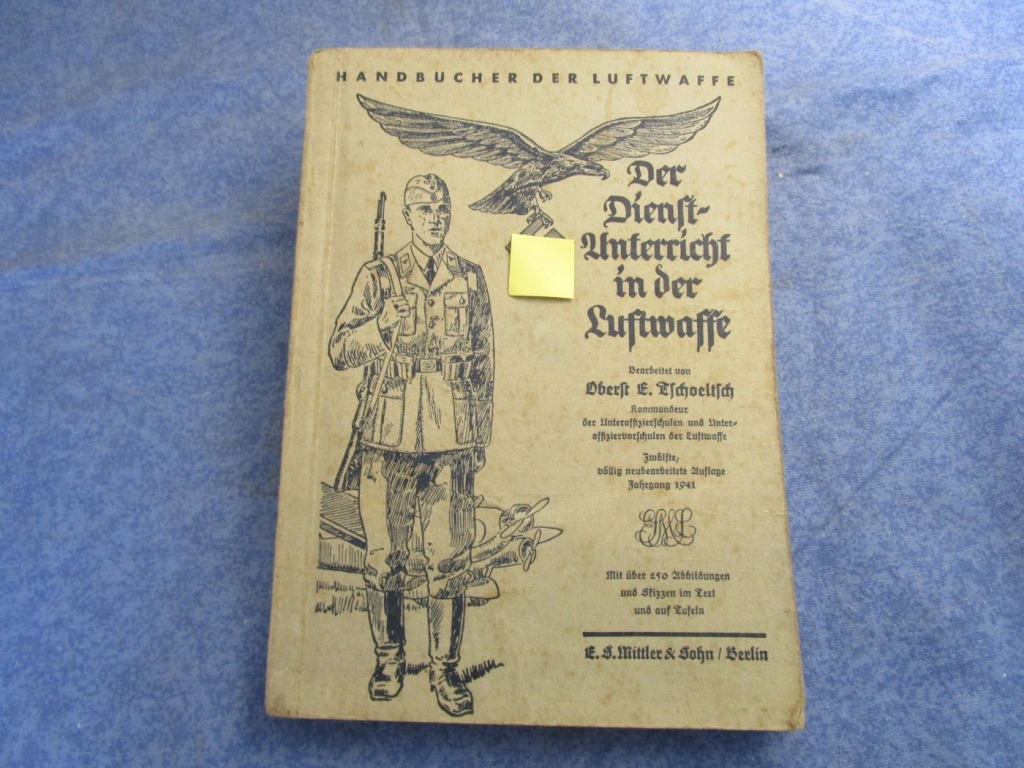 HANDBÜCHER DER LUFTWAFFE
Der
Dienst-
Unterricht
in der
Luftwaffe
Bearbeitet von
Oberst E. Tschoeltsch
Kommandeur
der Unteroffizierschulen und Unter-
offiziervorschulen der Luftwaffe
Zwölfte,
völlig neubearbeitete Auflage
Jahrgang 1941
Mit über 250 Abbildungen
und Skizzen im Text
und auf Tafeln
E. S. Mittler & Sohn / Berlin